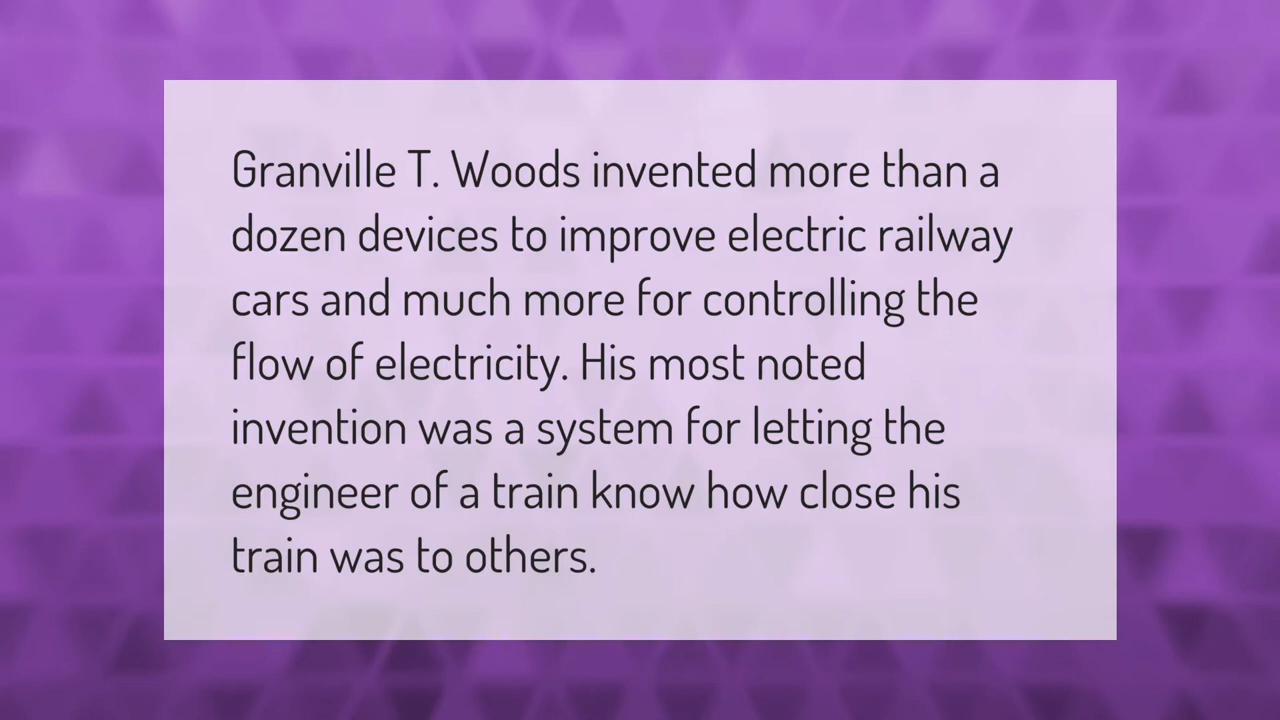 Granville T. Woods invented more than a
dozen devices to improve electric railway
cars and much more for controlling the
flow of electricity. His most noted
invention was a system for letting the
engineer of a train know how close his
train was to others.